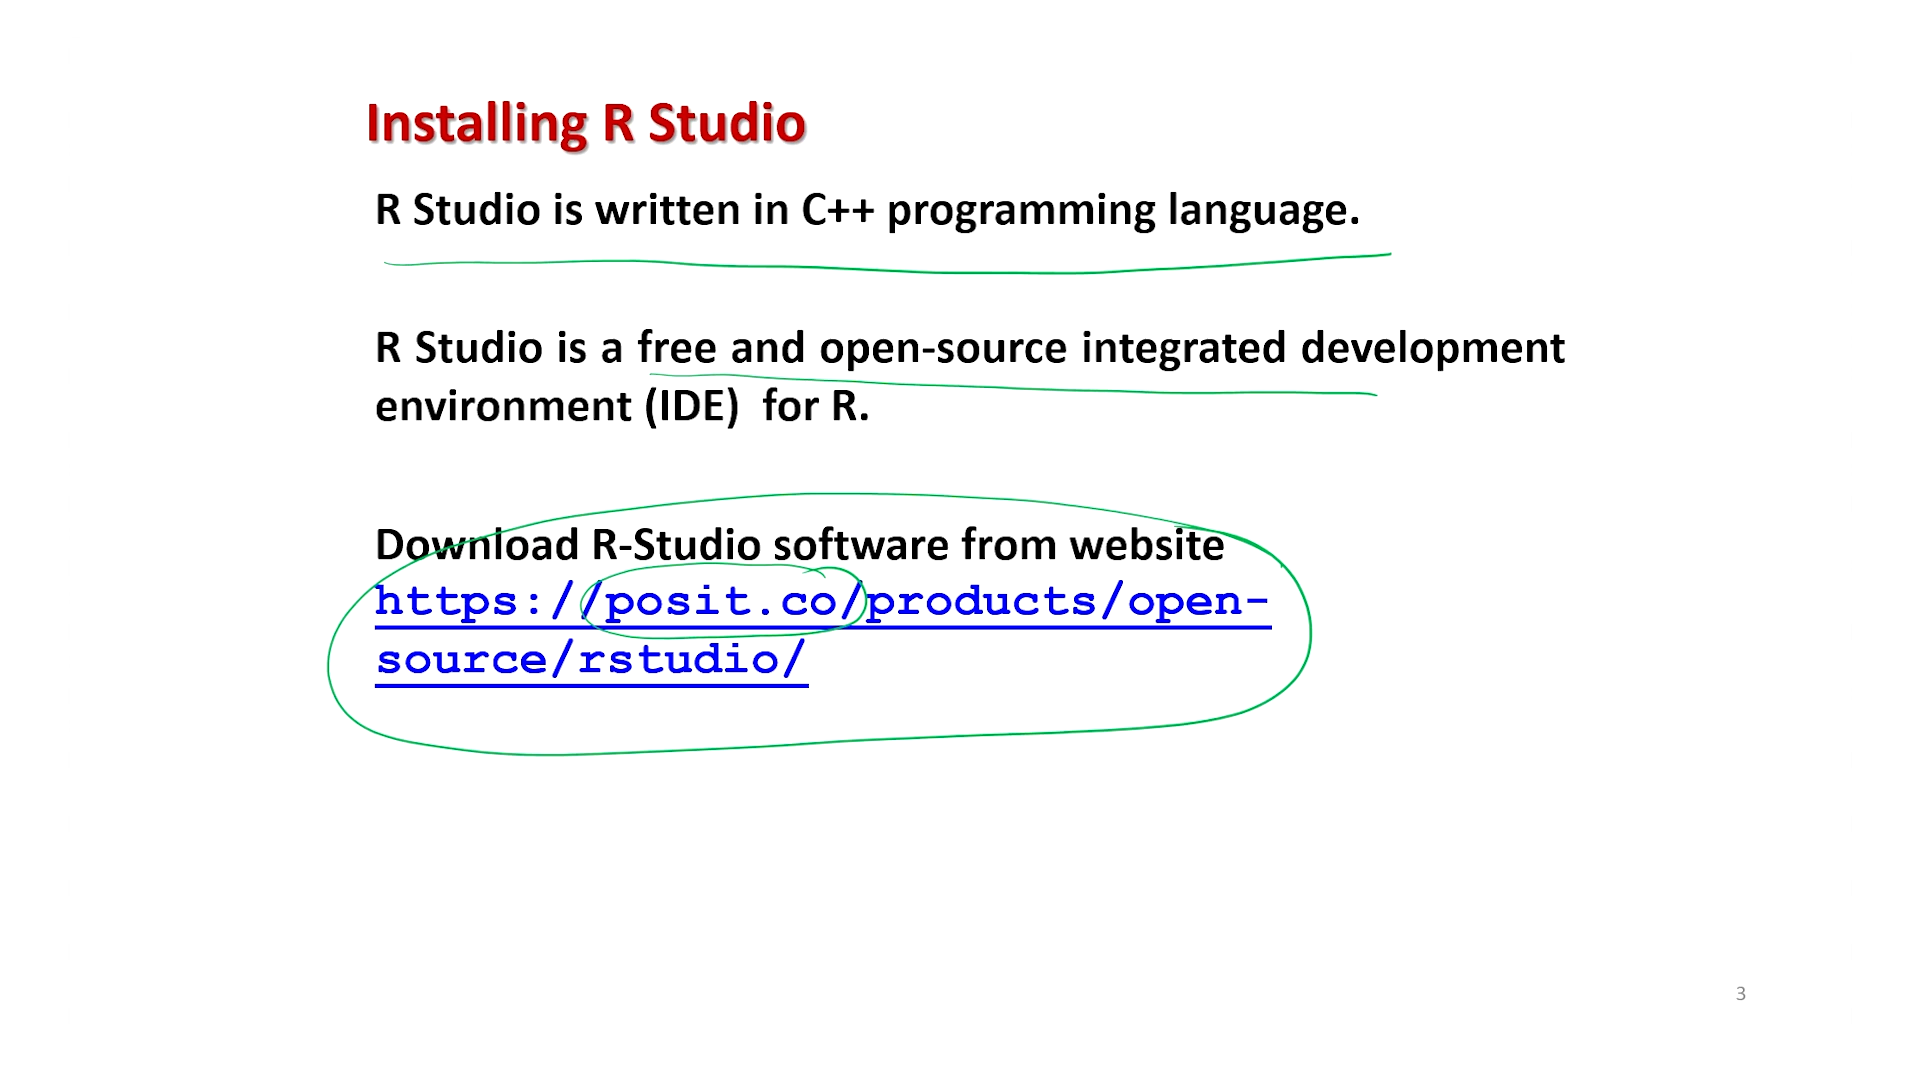 Installing R Studio
R Studio is written in C++ programming language.
R Studio is a free and open-source integrated development
environment (IDE)  for R.
Download R-Studio software from website
https://posit.co/products/open-
source/rstudio/
3